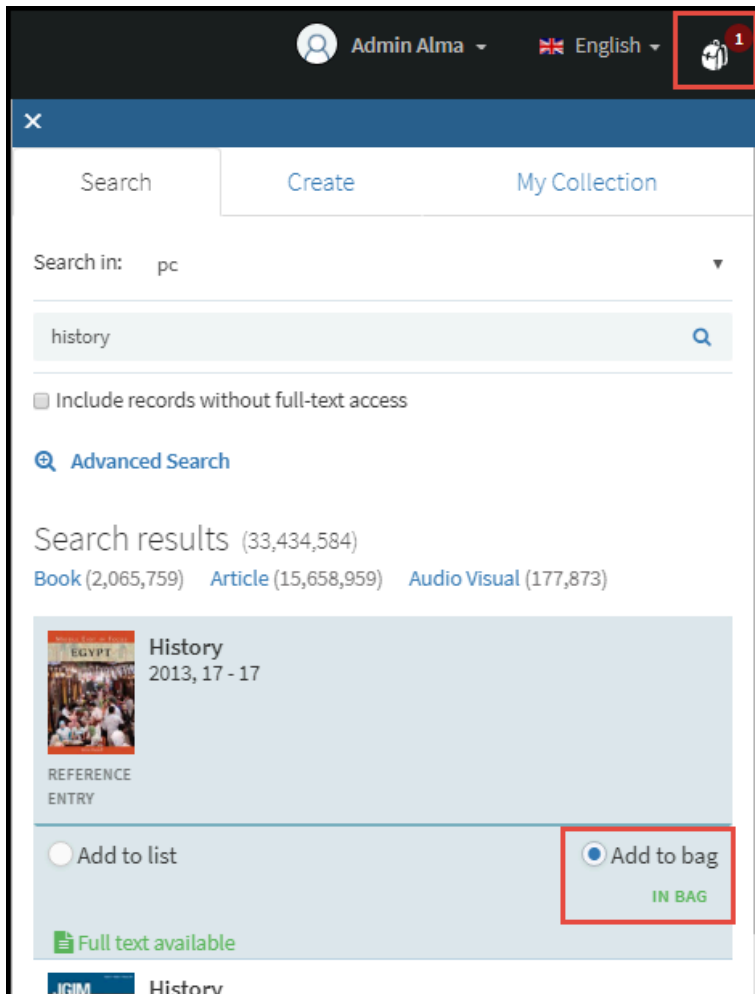 Admin Alma English 1
Search Create My Collection
Search in: pc
history
Include records without full-text access
Advanced Search
Search results (33,434,584)
Book (2,065,759) Article (15,658,959) Audio Visual (177,873)
EGYPT
History
2013, 17 - 17
REFERENCE
ENTRY
Add to list
Add to bag
IN BAG
Full text available
JGIM
History